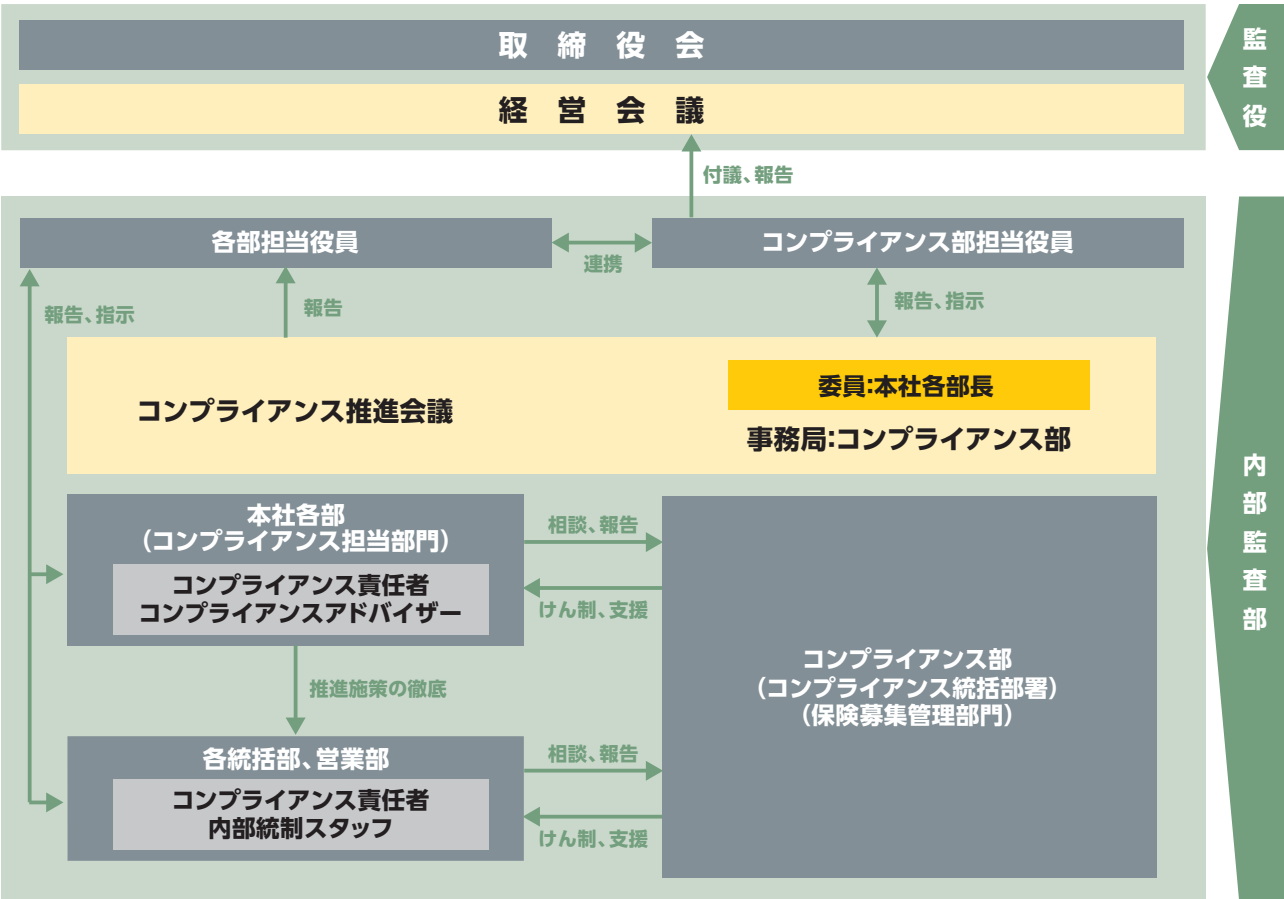 取締役会
経営会議
監査役
付議、報告
各部担当役員
連携
コンプライアンス部担当役員
報告、指示
報告
報告、指示
コンプライアンス推進会議
委員:本社各部長
事務局:コンプライアンス部
本社各部
(コンプライアンス担当部門)
コンプライアンス責任者
コンプライアンスアドバイザー
相談、報告
けん制、支援
推進施策の徹底
各統括部、営業部
コンプライアンス責任者
内部統制スタッフ
相談、報告
けん制、支援
コンプライアンス部
(コンプライアンス統括部署)
(保険募集管理部門)
内部監査部